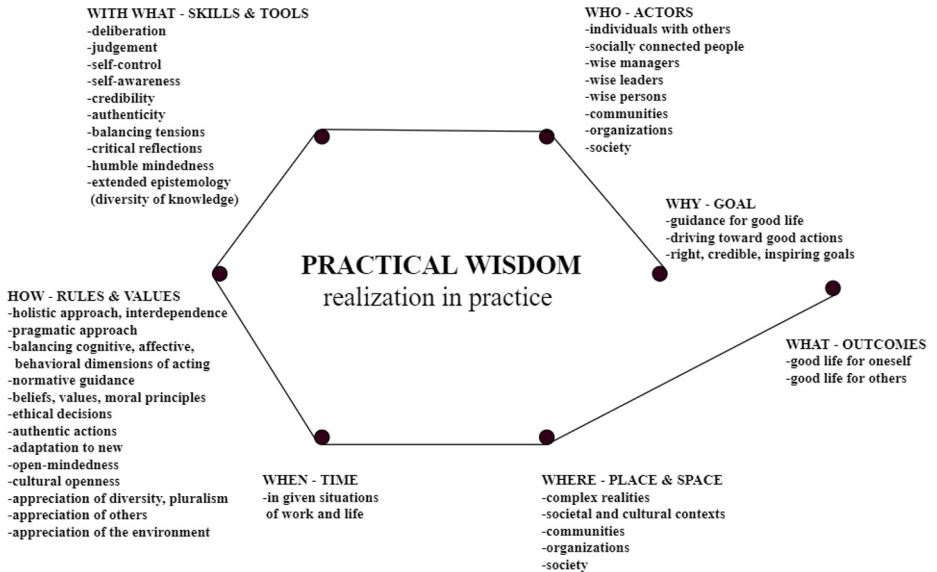 WITH WHAT - SKILLS & TOOLS
-deliberation
-judgement
-self-control
-self-awareness
-credibility
-authenticity
-balancing tensions
-critical reflections
-humble mindedness
-extended epistemology
(diversity of knowledge)
WHO - ACTORS
-individuals with others
-socially connected people
-wise managers
-wise leaders
-wise persons
-communities
-organizations
-society
WHY - GOAL
-guidance for good life
-driving toward good actions
-right, credible, inspiring goals
PRACTICAL WISDOM
realization in practice
HOW - RULES & VALUES
-holistic approach, interdependence
-pragmatic approach
-balancing cognitive, affective,
behavioral dimensions of acting
-normative guidance
-beliefs, values, moral principles
-ethical decisions
-authentic actions
-adaptation to new
-open-mindedness
-cultural openness
-appreciation of diversity, pluralism
-appreciation of others
-appreciation of the environment
WHAT - OUTCOMES
-good life for oneself
-good life for others
WHEN - TIME
-in given situations
of work and life
WHERE - PLACE & SPACE
-complex realities
-societal and cultural contexts
-communities
-organizations
-society